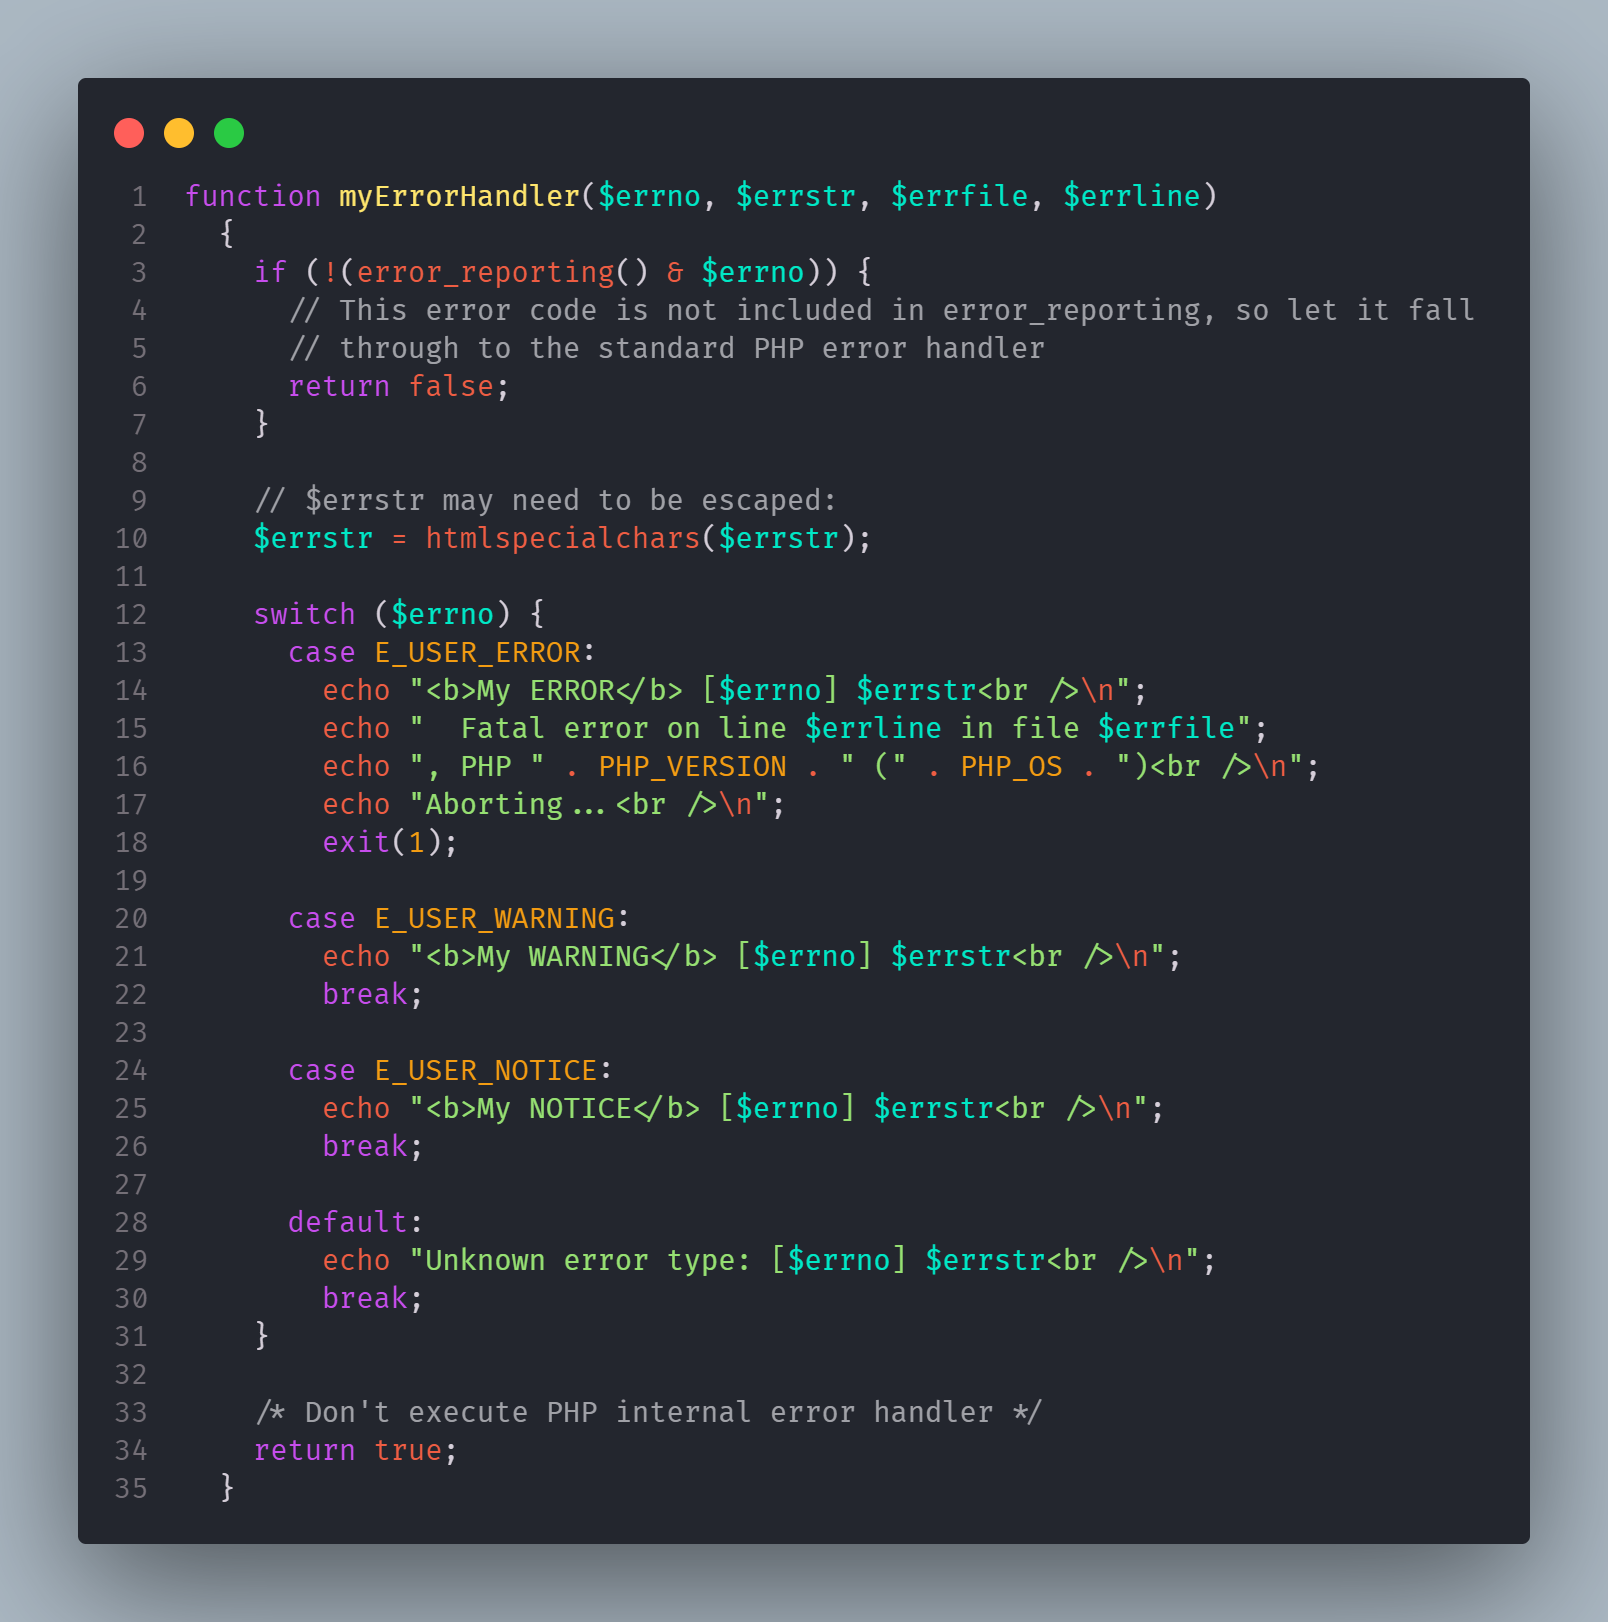 1 function myErrorHandler($errno, $errstr, $errfile, $errline)
2 {
3 if (!(error_reporting() & $errno)) {
4 // This error code is not included in error_reporting, so let it fall
5 // through to the standard PHP error handler
6 return false;
7 }
8
9 // $errstr may need to be escaped:
10 $errstr = htmlspecialchars($errstr);
11
12 switch ($errno) {
13 case E_USER_ERROR:
14 echo "<b>My ERROR</b> [$errno] $errstr<br />\n";
15 echo "  Fatal error on line $errline in file $errfile";
16 echo ", PHP " . PHP_VERSION . " (" . PHP_OS . ")<br />\n";
17 echo "Aborting...<br />\n";
18 exit(1);
19
20 case E_USER_WARNING:
21 echo "<b>My WARNING</b> [$errno] $errstr<br />\n";
22 break;
23
24 case E_USER_NOTICE:
25 echo "<b>My NOTICE</b> [$errno] $errstr<br />\n";
26 break;
27
28 default:
29 echo "Unknown error type: [$errno] $errstr<br />\n";
30 break;
31 }
32
33 /* Don't execute PHP internal error handler */
34 return true;
35 }